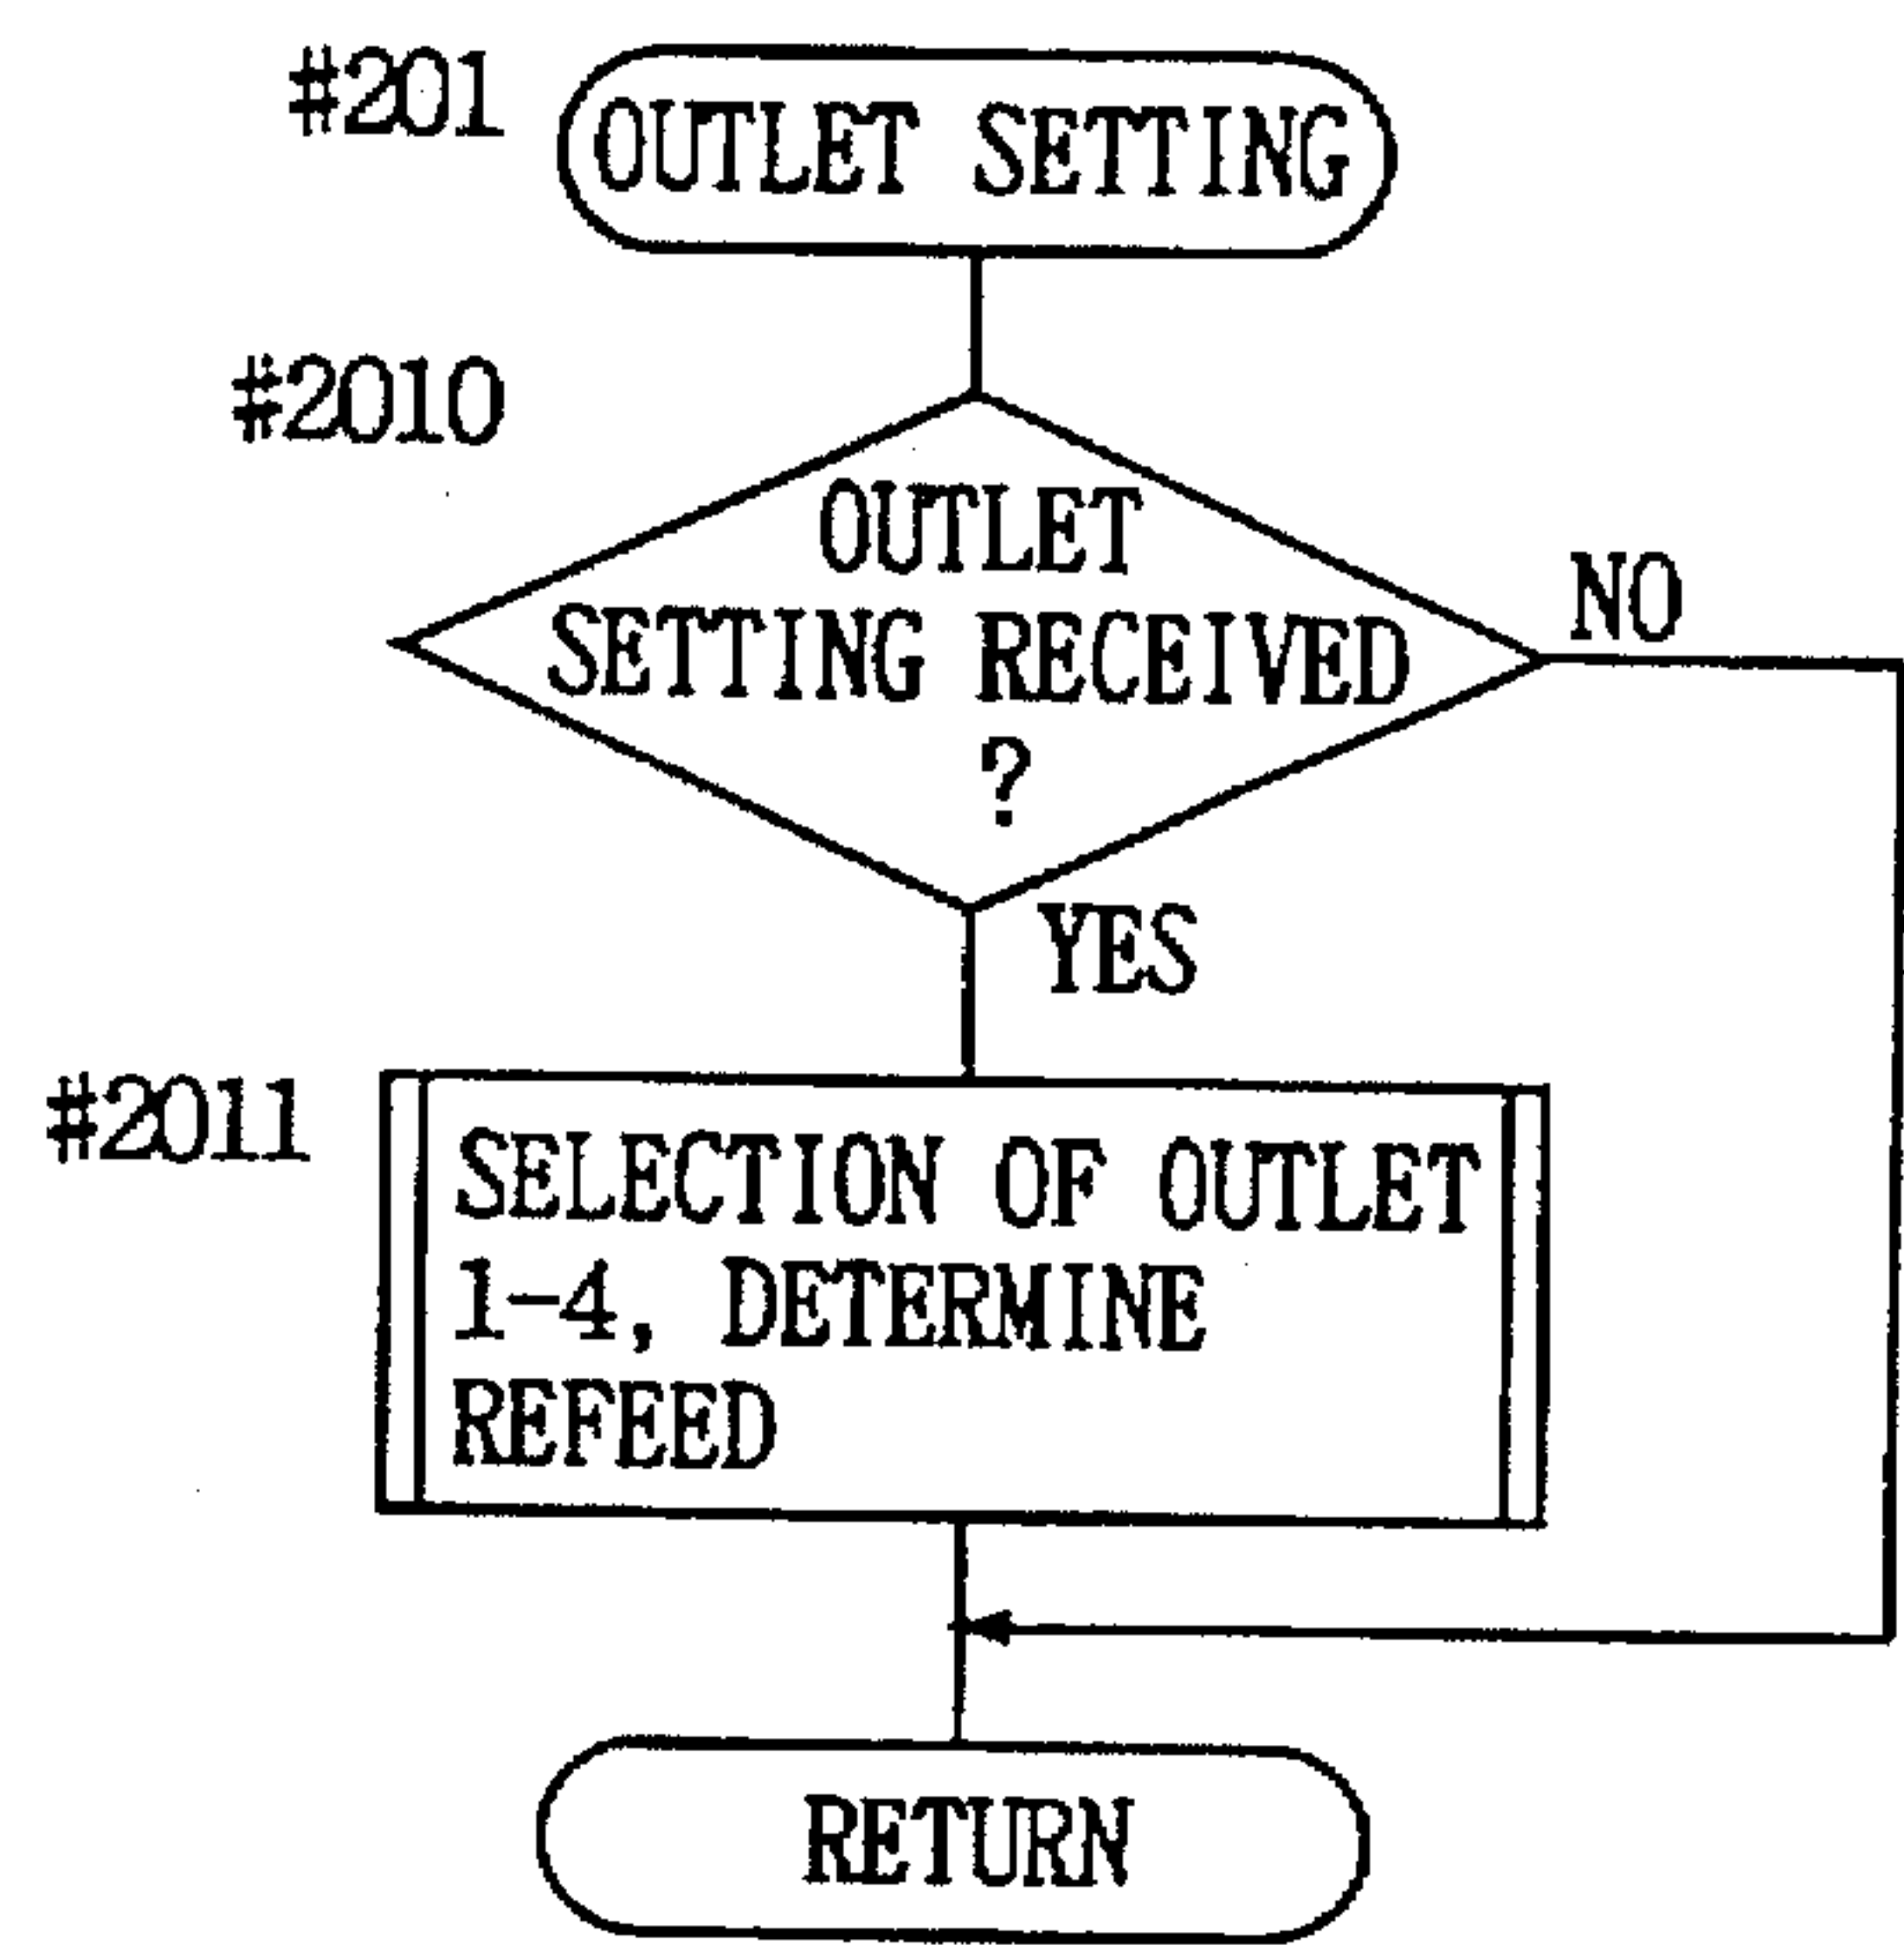 #201
OUTLET SETTING
#2010
OUTLET
SETTING RECEIVED
?
NO
YES
#2011
SELECTION OF OUTLET
1-4, DETERMINE
REFEED
RETURN